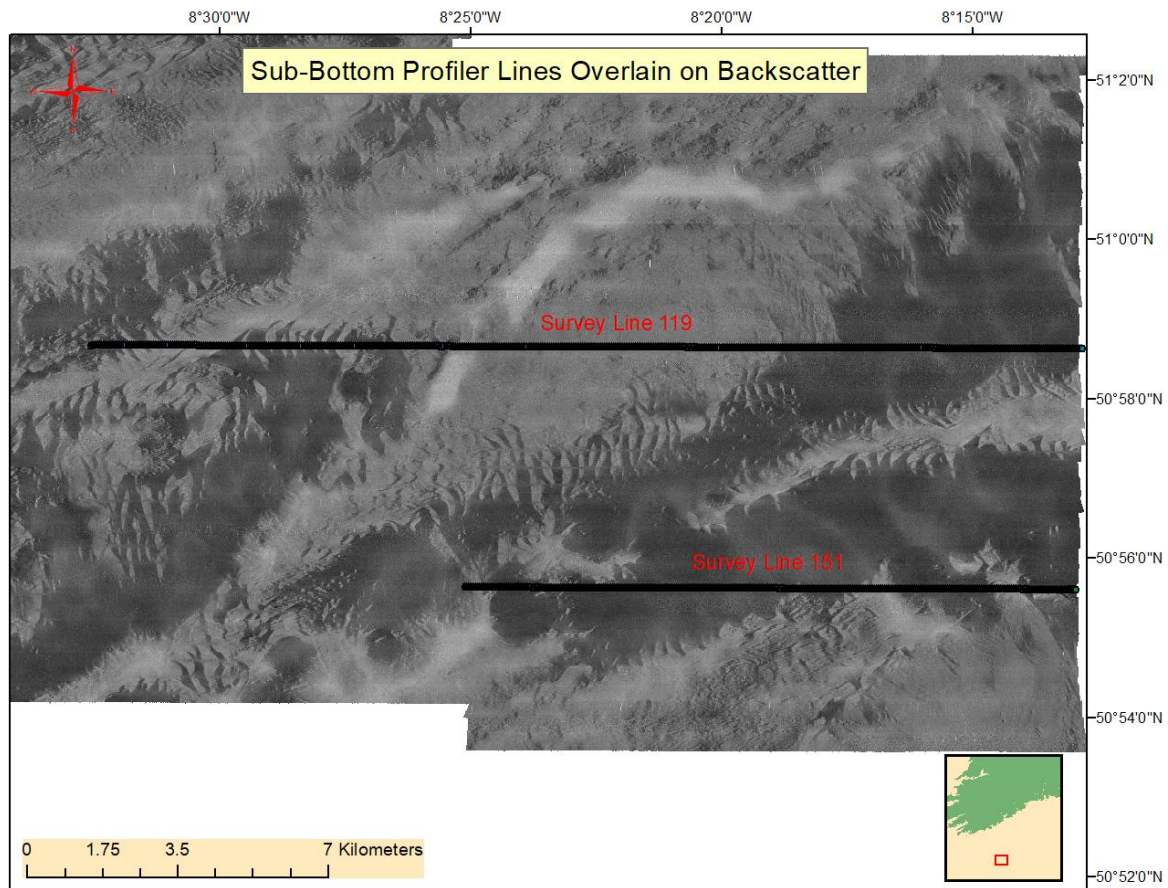 8°30'0"W
8°25'0"W
8°20'0"W
8°15'0"W
Sub-Bottom Profiler Lines Overlain on Backscatter
51°2'0"N
51°0'0"N
Survey Line 119
50°58'0"N
50°56'0"N
Survey Line 151
50°54'0"N
0 1.75 3.5 7 Kilometers
50°52'0"N